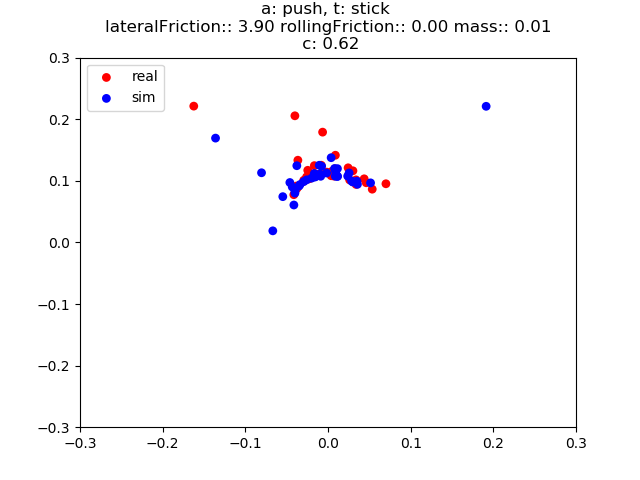 a: push, t: stick
lateralFriction:: 3.90 rollingFriction:: 0.00 mass:: 0.01
c: 0.62
real
sim
0.3
0.2
0.1
0.0
−0.1
−0.2
−0.3
−0.3 −0.2 −0.1 0.0 0.1 0.2 0.3